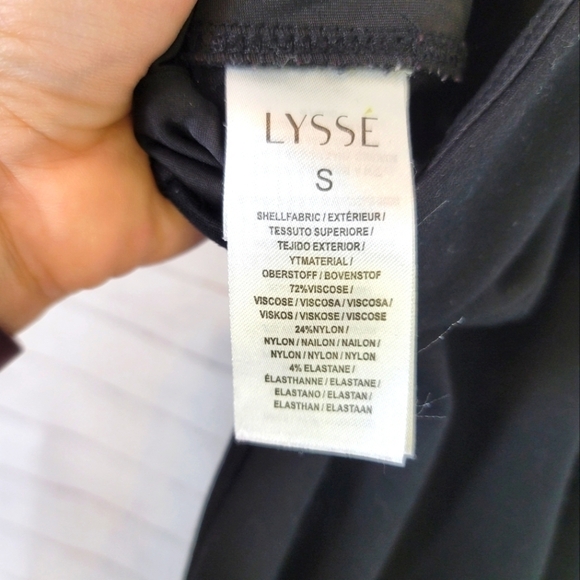 LYSSÉ
S
SHELLFABRIC / EXTÉRIEUR /
TESSUTO SUPERIORE /
TEJIDO EXTERIOR /
YTMATERIAL /
OBERSTOFF / BOVENSTOF
72%VISCOSE /
VISCOSE / VISCOSA / VISCOSA /
VISKOS / VISKOSE / VISCOSE
24%NYLON /
NYLON / NAILON / NAILON /
NYLON / NYLON / NYLON
4% ELASTANE /
ÉLASTHANNE / ELASTANE /
ELASTANO / ELASTAN /
ELASTHAN / ELASTAAN